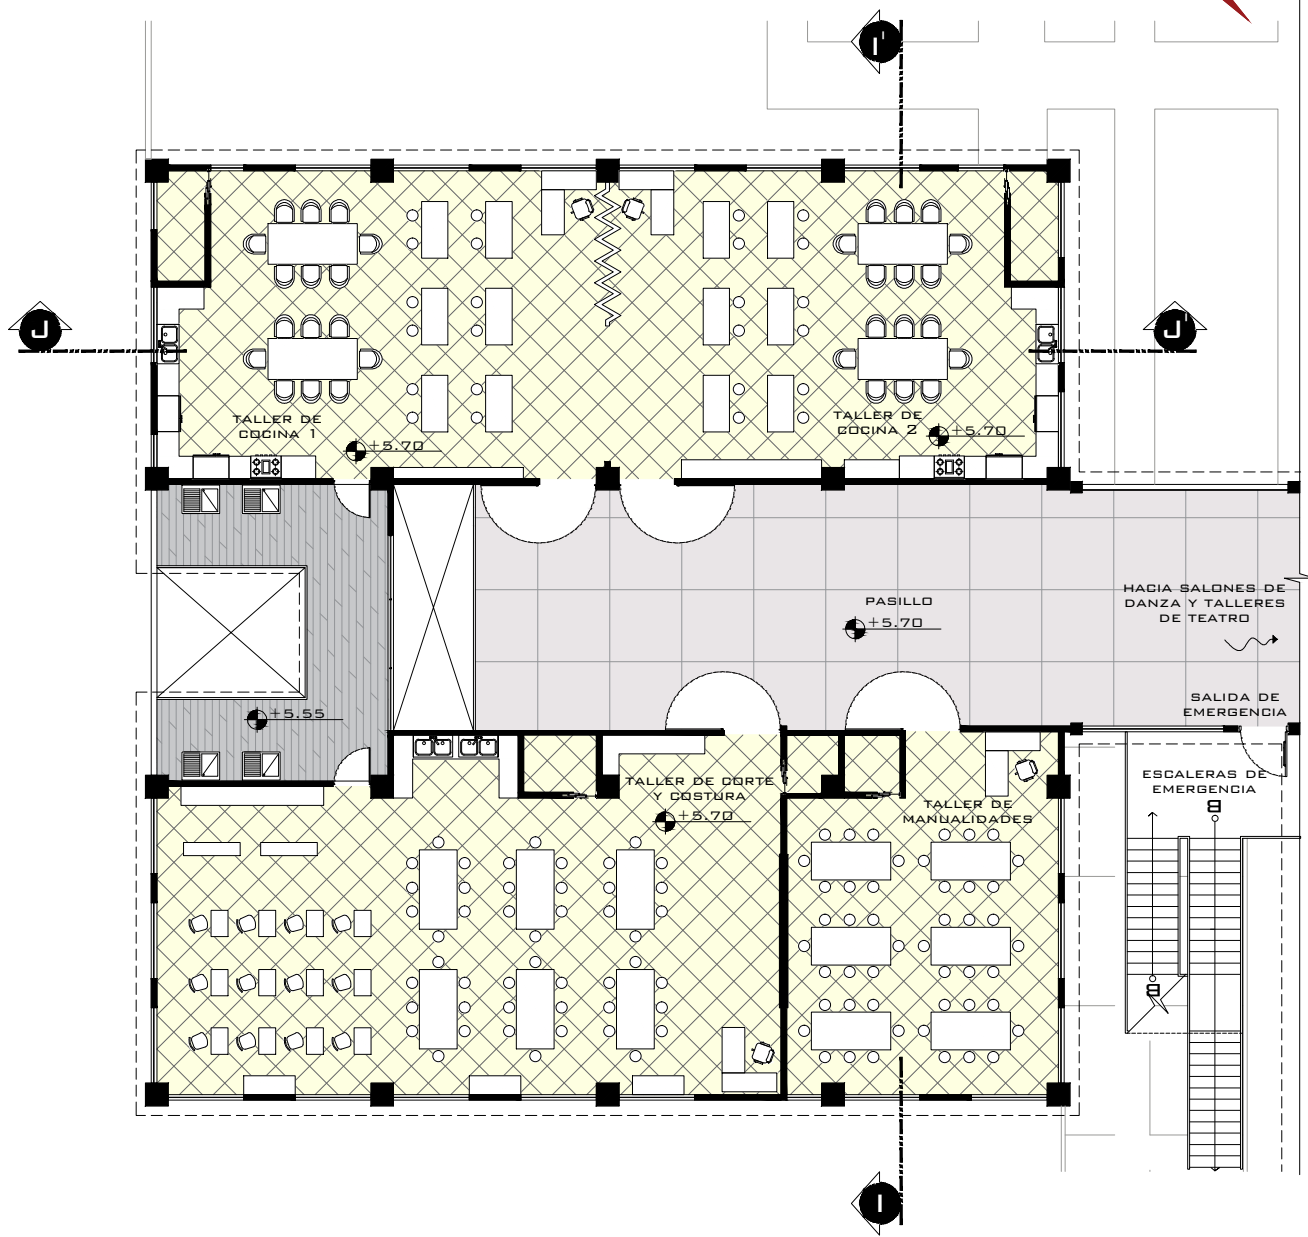 I'
J
J'
TALLER DE
COCINA 1
+5.70
TALLER DE
COCINA 2
+5.70
HACIA SALONES DE
DANZA Y TALLERES
DE TEATRO
PASILLO
+5.70
SALIDA DE
EMERGENCIA
+5.55
TALLER DE CORTE
Y COSTURA
+5.70
ESCALERAS DE
EMERGENCIA
TALLER DE
MANUALIDADES
B
B
I